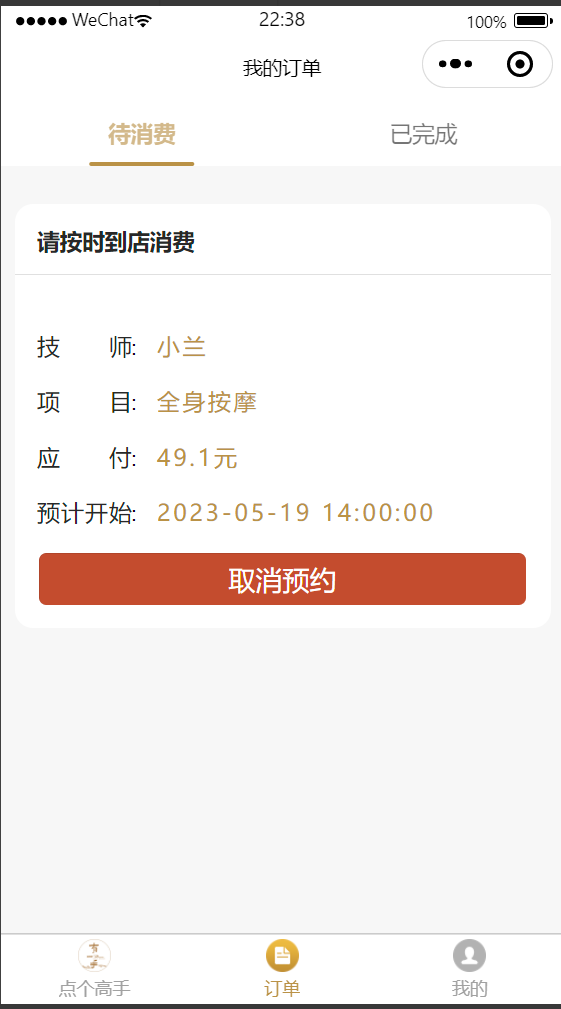 WeChat 22:38 100%
我的订单
待消费 已完成
请按时到店消费
技 师: 小兰
项 目: 全身按摩
应 付: 49.1元
预计开始: 2023-05-19 14:00:00
取消预约
点个高手 订单 我的